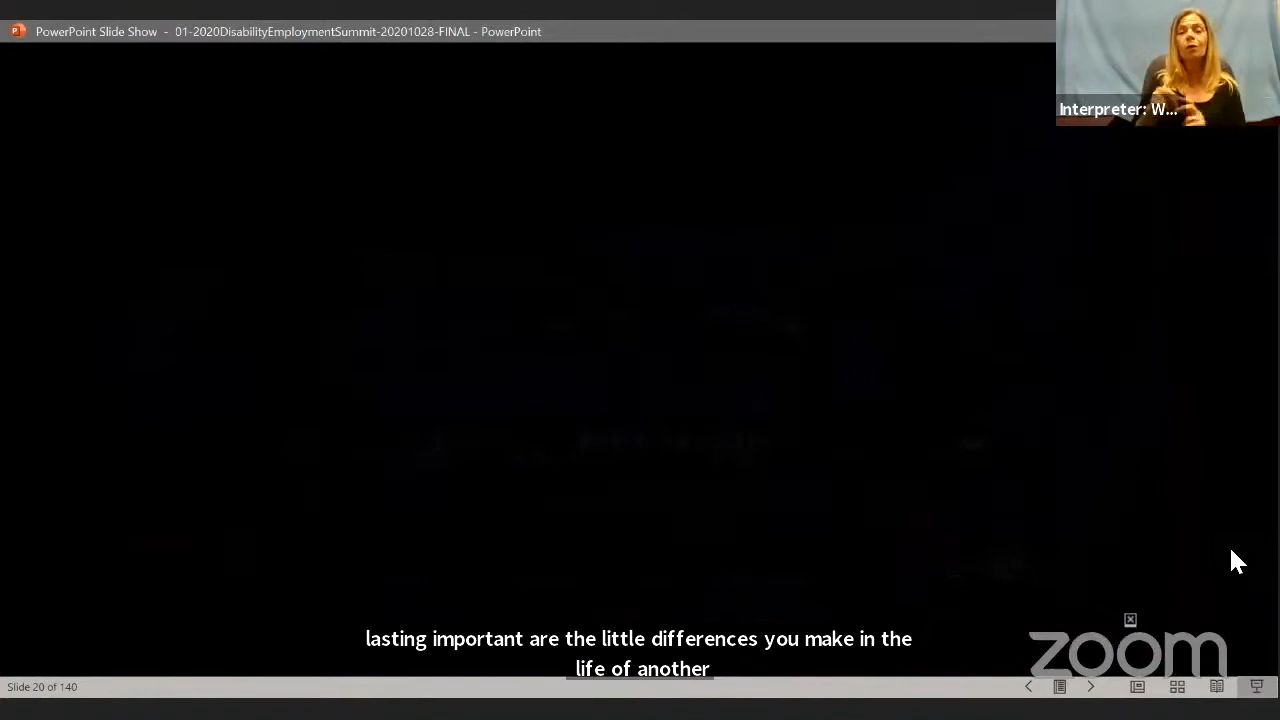 PowerPoint Slide Show - 01-2020DisabilityEmploymentSummit-20201028-FINAL - PowerPoint
Interpreter: W...
lasting important are the little differences you make in the
life of another
zoom
Slide 20 of 140